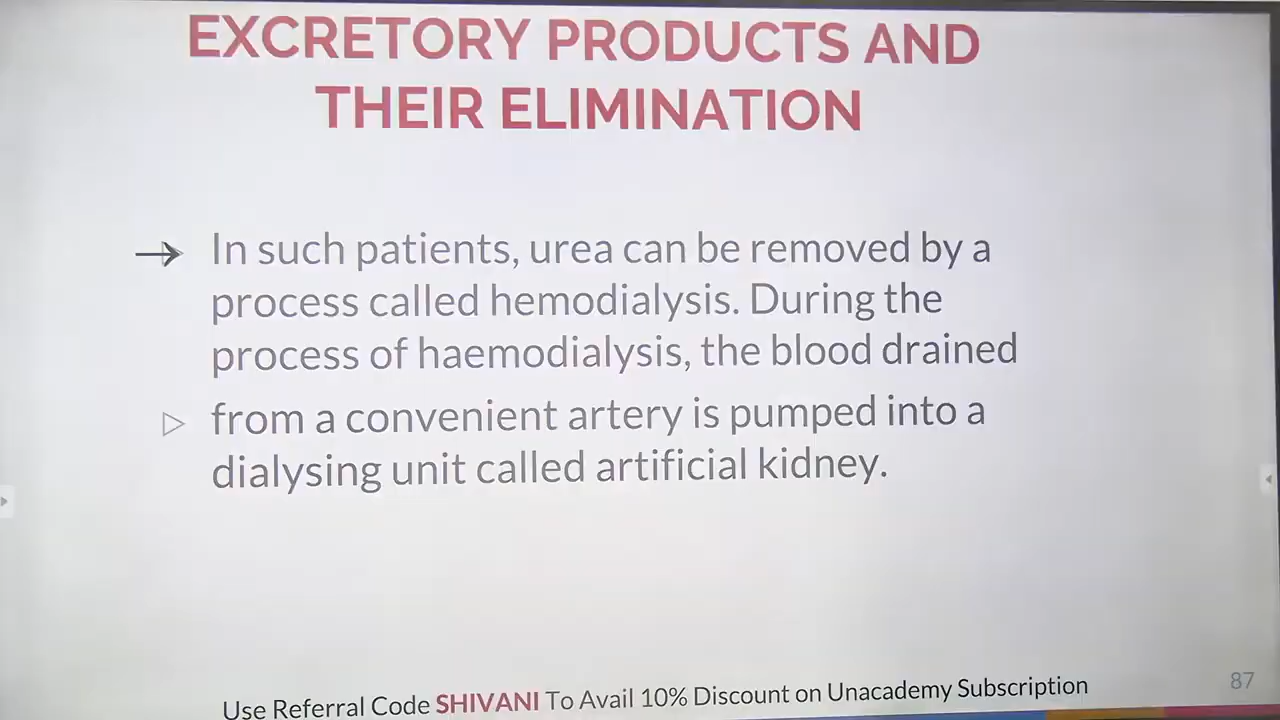 EXCRETORY PRODUCTS AND
THEIR ELIMINATION
In such patients, urea can be removed by a
process called hemodialysis. During the
process of haemodialysis, the blood drained
from a convenient artery is pumped into a
dialysing unit called artificial kidney.
87
Use Referral Code SHIVANI To Avail 10% Discount on Unacademy Subscription